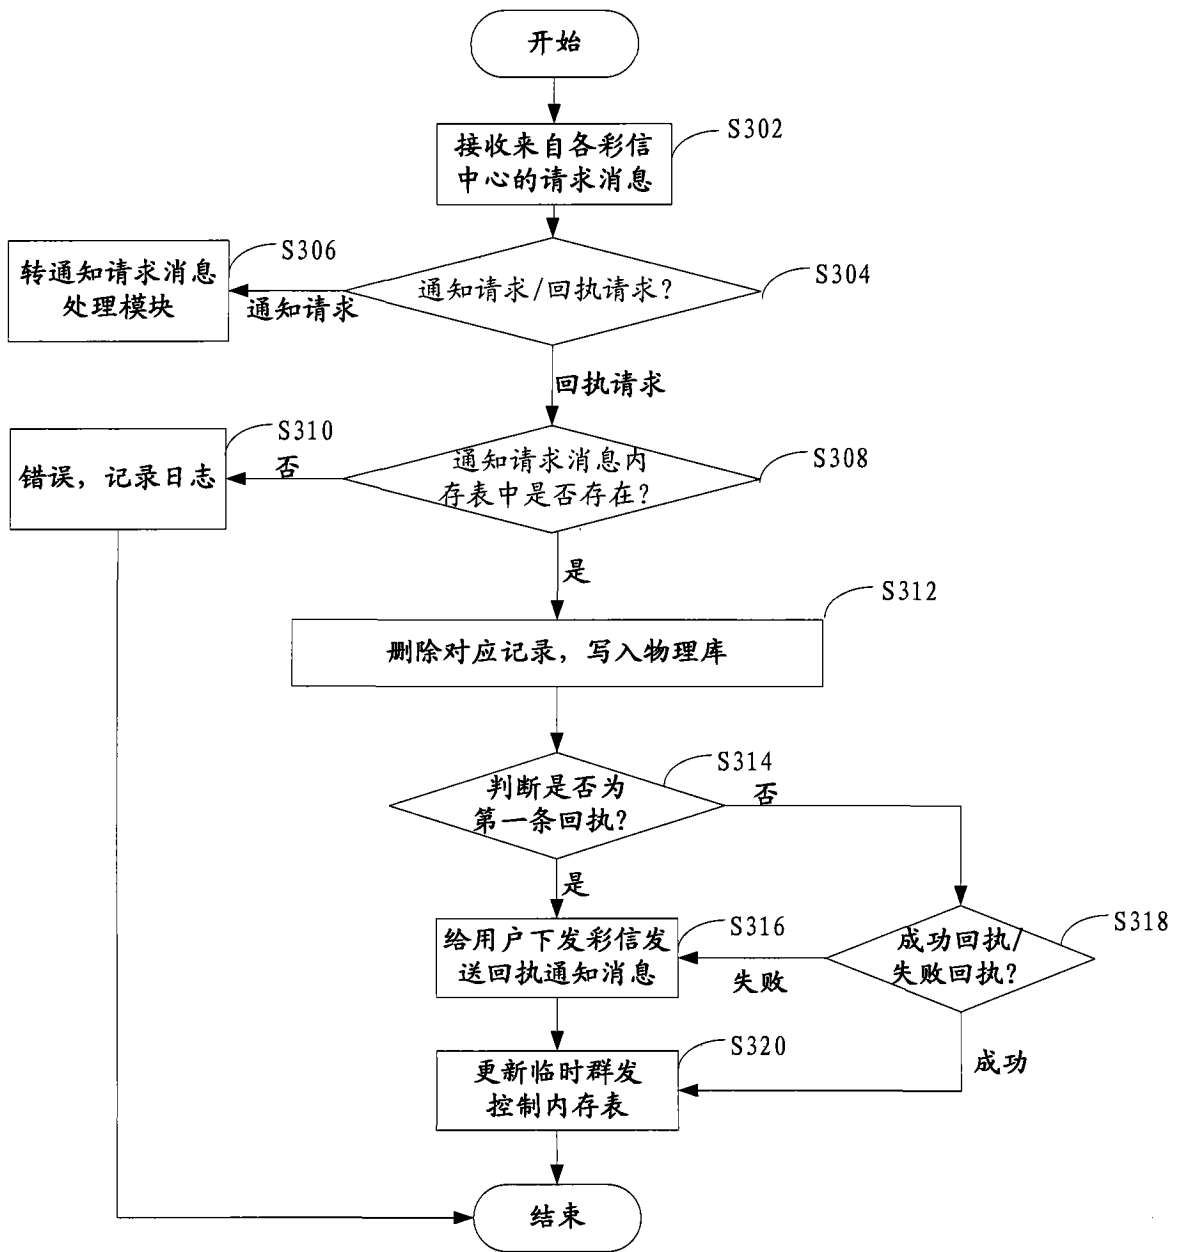 开始
S302
接收来自各彩信
中心的请求消息
S306
转通知请求消息
处理模块
S304
通知请求/回执请求?
通知请求
回执请求
S310
错误，记录日志
否
S308
通知请求消息内
存表中是否存在?
是
S312
删除对应记录，写入物理库
S314
判断是否为
第一条回执?
否
是
S316
给用户下发彩信发
送回执通知消息
S318
成功回执/
失败回执?
失败
S320
更新临时群发
控制内存表
成功
结束